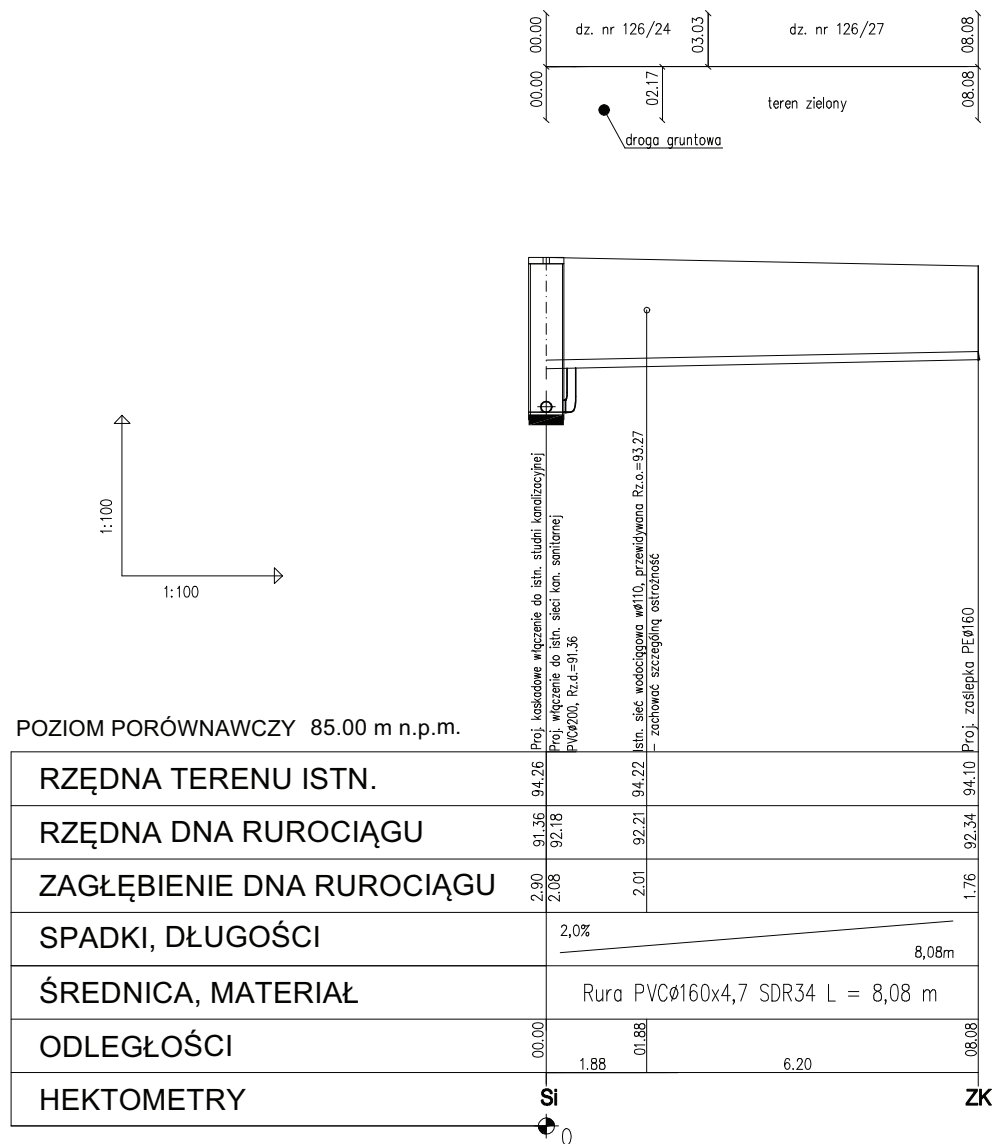 00.00
dz. nr 126/24
03.03
dz. nr 126/27
08.08
00.00
02.17
teren zielony
08.08
droga gruntowa
1:100
1:100
Proj. kaskadowe włączenie do istn. studni kanalizacyjnej
Proj. włączenie do istn. sieci kan. sanitarnej
PVCø200, Rz.d.=91.36
Istn. sieć wodociągowa wø110, przewidywana Rz.o.=93.27
– zachować szczególną ostrożność
Proj. zaślepka PEø160
POZIOM PORÓWNAWCZY 85.00 m n.p.m.
RZĘDNA TERENU ISTN. 94.26 94.22 94.10
RZĘDNA DNA RUROCIĄGU 91.36 92.18 92.21 92.34
ZAGŁĘBIENIE DNA RUROCIĄGU 2.90 2.08 2.01 1.76
SPADKI, DŁUGOŚCI 2,0% 8,08m
ŚREDNICA, MATERIAŁ Rura PVCø160x4,7 SDR34 L = 8,08 m
ODLEGŁOŚCI 00.00 1.88 01.88 6.20 08.08
HEKTOMETRY Si ZK
0